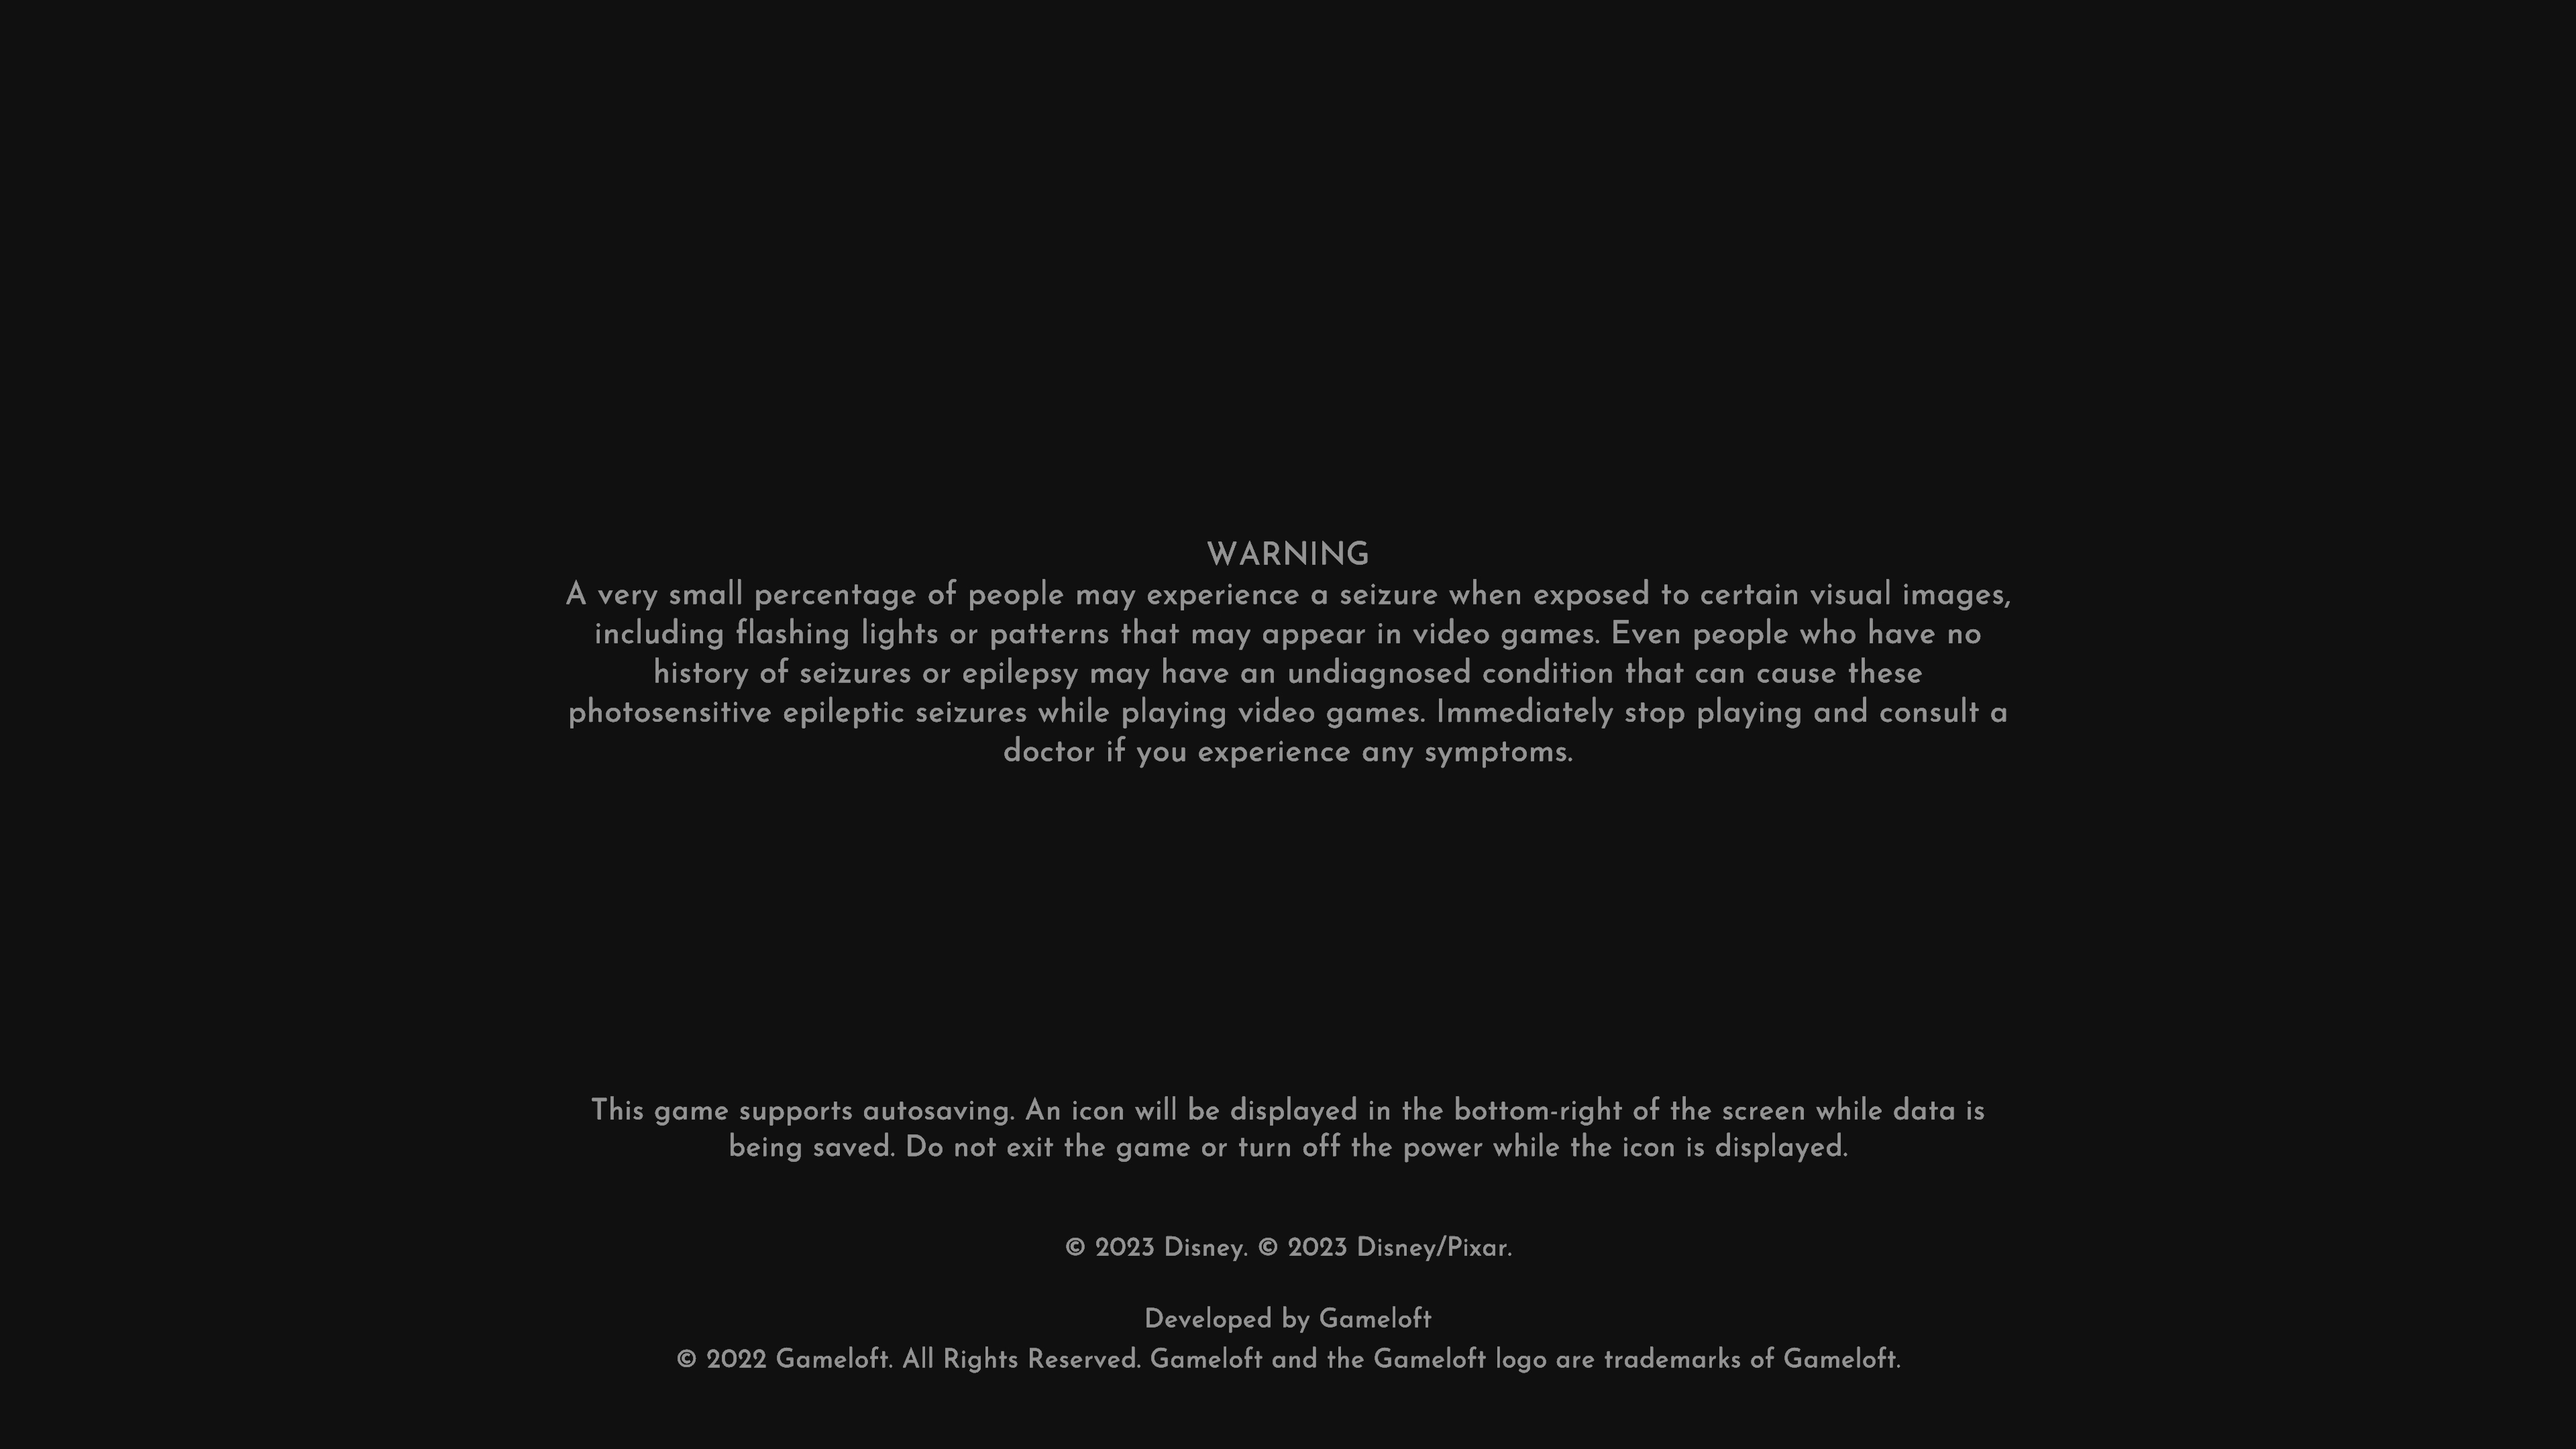 WARNING
A very small percentage of people may experience a seizure when exposed to certain visual images,
including flashing lights or patterns that may appear in video games. Even people who have no
history of seizures or epilepsy may have an undiagnosed condition that can cause these
photosensitive epileptic seizures while playing video games. Immediately stop playing and consult a
doctor if you experience any symptoms.
This game supports autosaving. An icon will be displayed in the bottom-right of the screen while data is
being saved. Do not exit the game or turn off the power while the icon is displayed.
© 2023 Disney. © 2023 Disney/Pixar.
Developed by Gameloft
© 2022 Gameloft. All Rights Reserved. Gameloft and the Gameloft logo are trademarks of Gameloft.